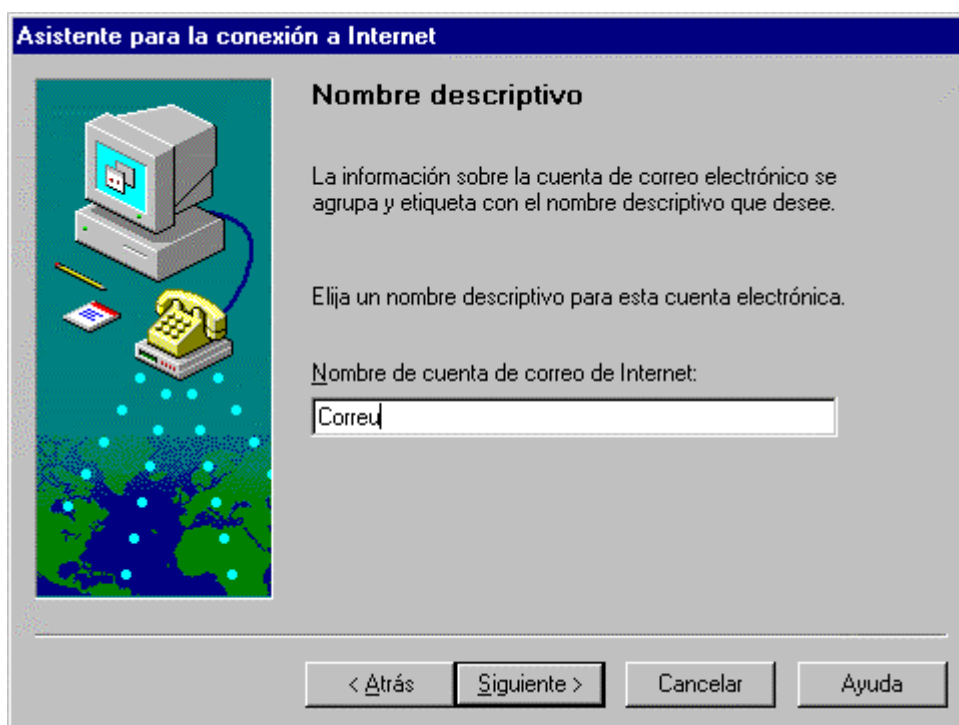 Asistente para la conexión a Internet
Nombre descriptivo
La información sobre la cuenta de correo electrónico se
agrupa y etiqueta con el nombre descriptivo que desee.
Elija un nombre descriptivo para esta cuenta electrónica.
Nombre de cuenta de correo de Internet:
Correu
< Atrás Siguiente > Cancelar Ayuda